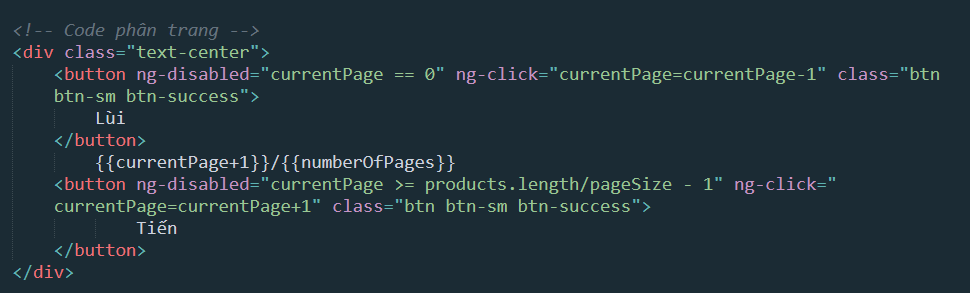 <!-- Code phân trang -->
<div class="text-center">
<button ng-disabled="currentPage == 0" ng-click="currentPage=currentPage-1" class="btn
btn-sm btn-success">
Lùi
</button>
{{currentPage+1}}/{{numberOfPages}}
<button ng-disabled="currentPage >= products.length/pageSize - 1" ng-click="
currentPage=currentPage+1" class="btn btn-sm btn-success">
Tiến
</button>
</div>